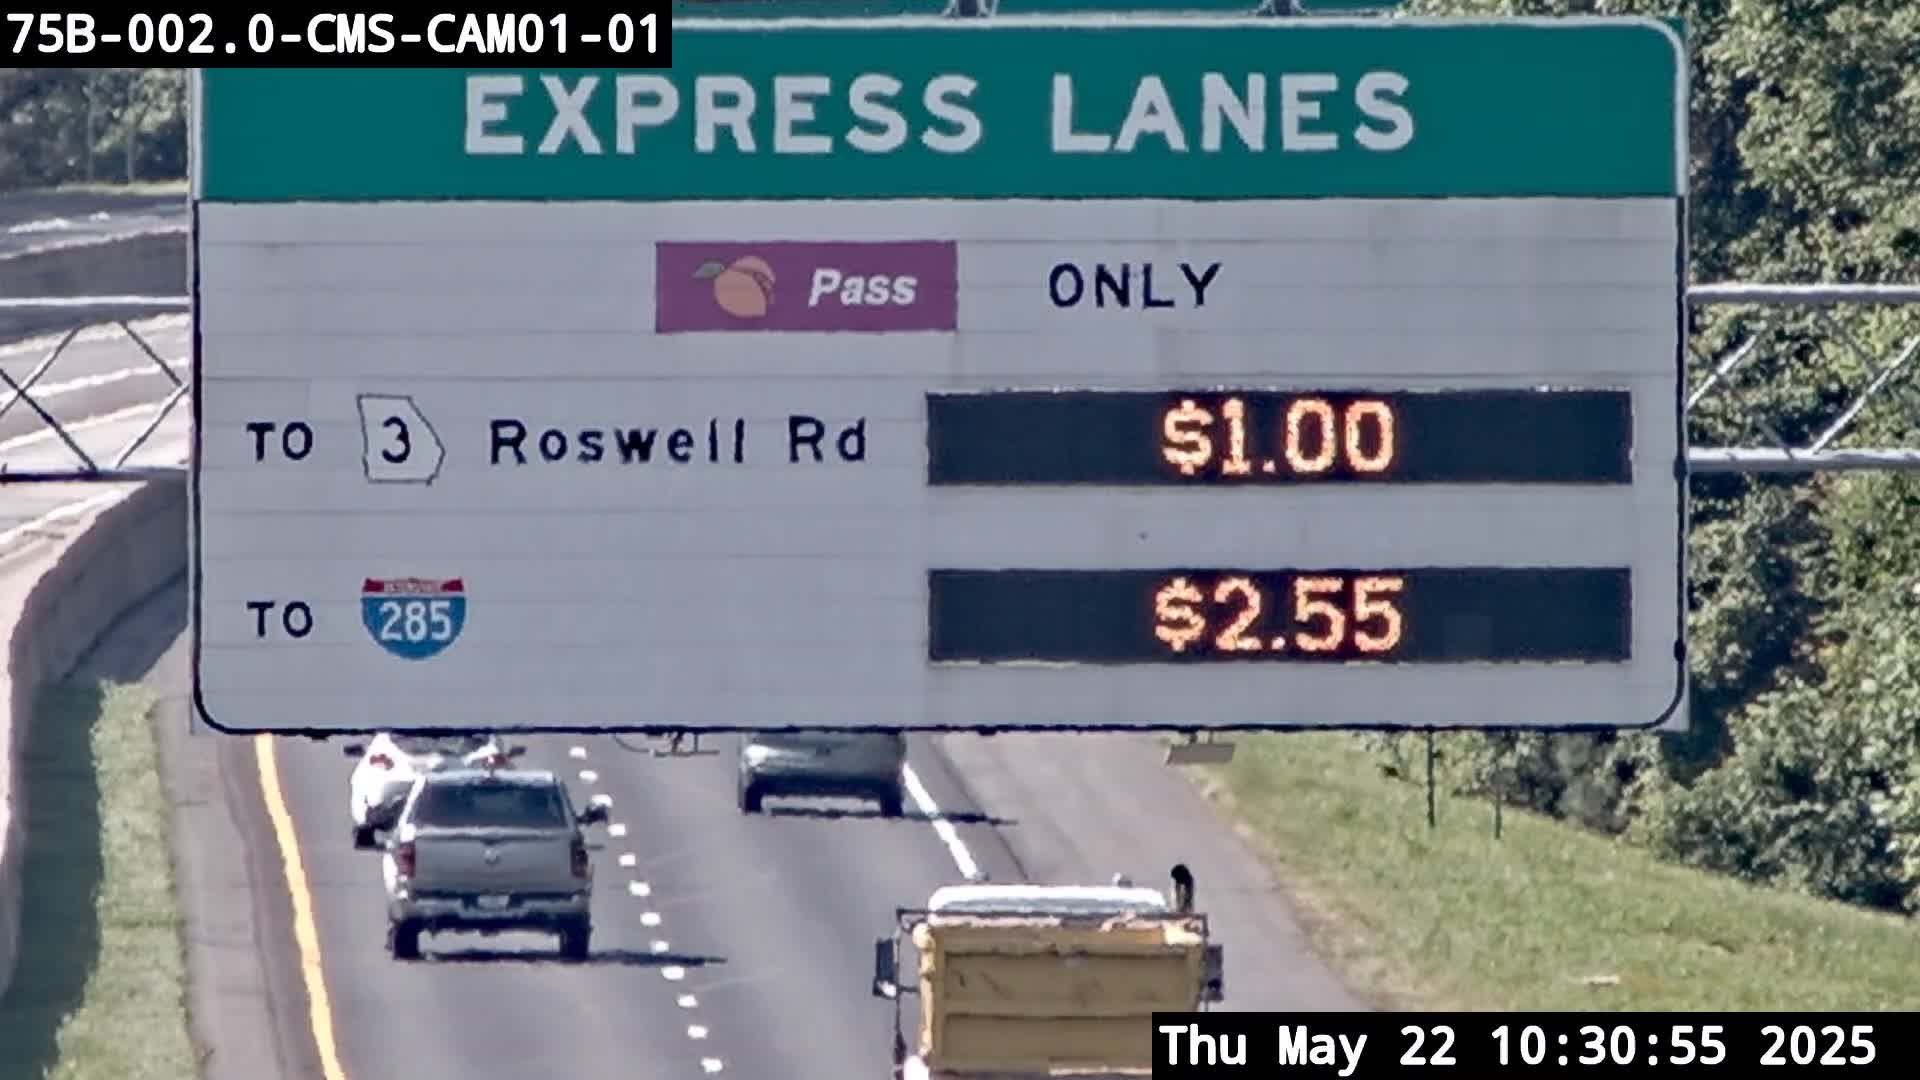 75B-002.0-CMS-CAM01-01
EXPRESS LANES
Pass ONLY
TO 3 Roswell Rd $1.00
TO 285 $2.55
Thu May 22 10:30:55 2025